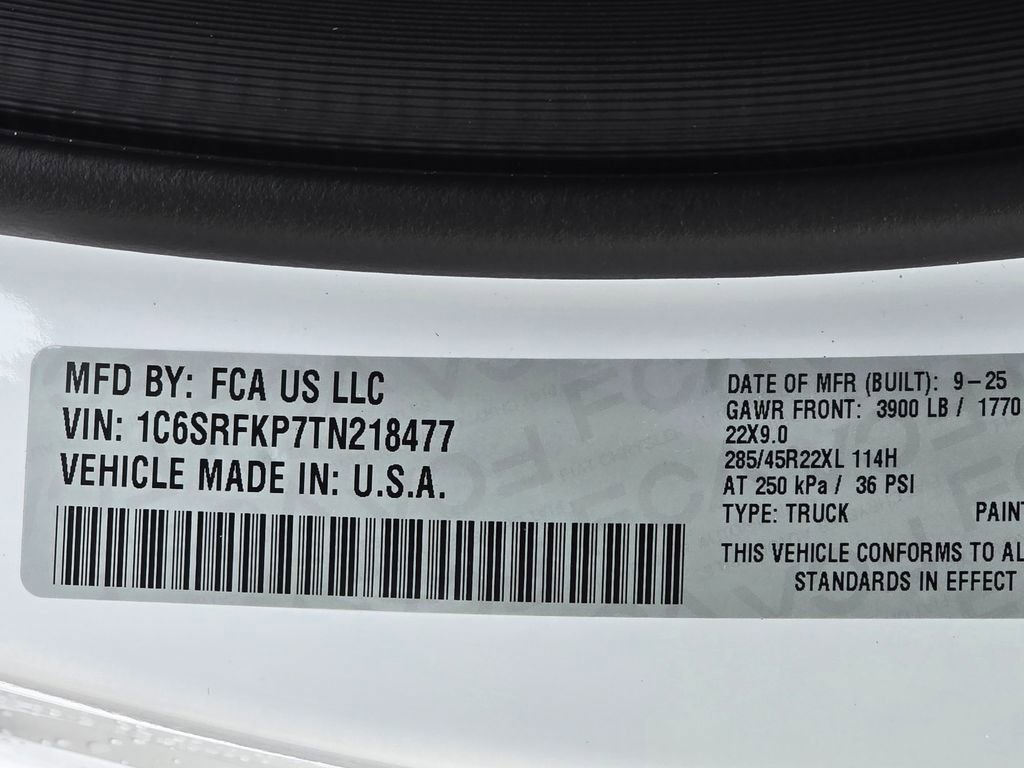 MFD BY: FCA US LLC
VIN: 1C6SRFKP7TN218477
VEHICLE MADE IN: U.S.A.
DATE OF MFR (BUILT): 9-25
GAWR FRONT: 3900 LB / 1770
22X9.0
285/45R22XL 114H
AT 250 kPa / 36 PSI
TYPE: TRUCK PAINT
THIS VEHICLE CONFORMS TO AL
STANDARDS IN EFFECT